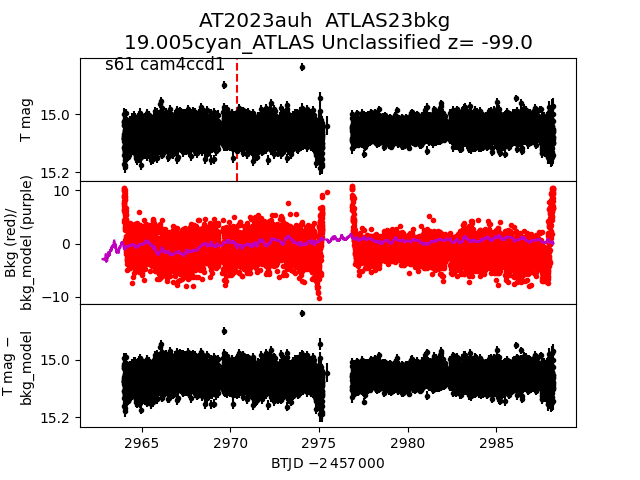 AT2023auh  ATLAS23bkg
19.005cyan_ATLAS Unclassified z= -99.0
s61 cam4ccd1
T mag
15.0
15.2
Bkg (red)/
bkg_model (purple)
10
0
−10
T mag −
bkg_model
15.0
15.2
2965
2970
2975
2980
2985
BTJD −2 457 000